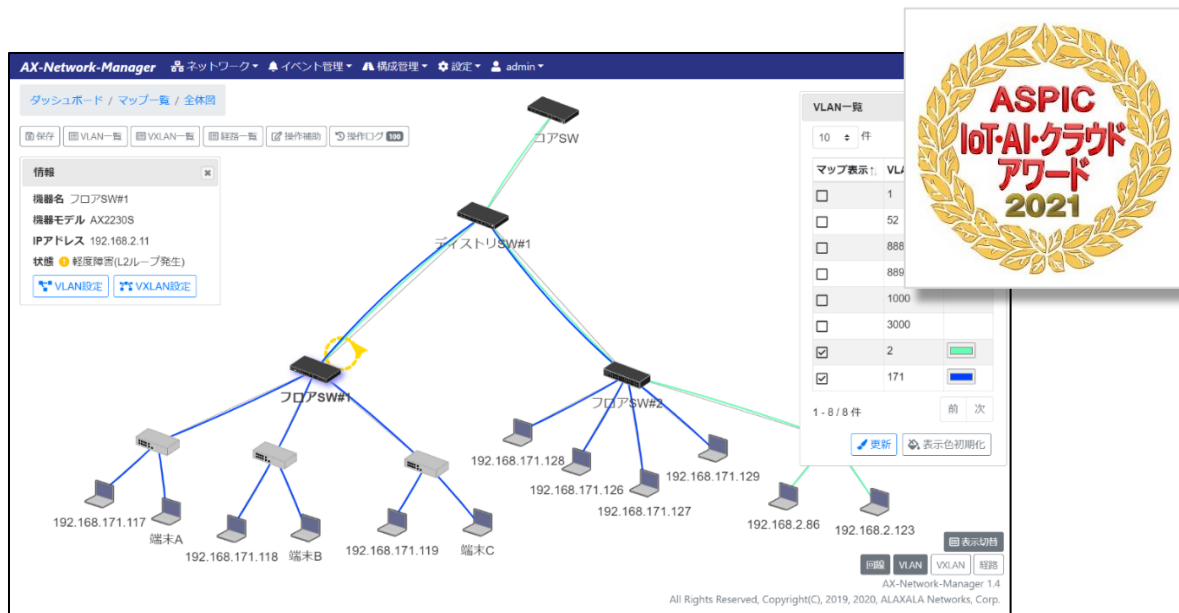 AX-Network-Manager ネットワーク イベント管理 構成管理 設定 admin
ダッシュボード / マップ一覧 / 全体図
保存 VLAN一覧 VXLAN一覧 経路一覧 操作補助 操作ログ 100
情報
機器名 フロアSW#1
機器モデル AX2230S
IPアドレス 192.168.2.11
状態 軽度障害(L2ループ発生)
VLAN設定 VXLAN設定
コアSW
ディストリSW#1
フロアSW#1
フロアSW#2
192.168.171.117
端末A
192.168.171.118
端末B
192.168.171.119
端末C
192.168.171.128
192.168.171.126
192.168.171.127
192.168.171.129
192.168.2.86
192.168.2.123
VLAN一覧
10 件
マップ表示 VLA
1
52
888
889
1000
3000
2
171
1 - 8 / 8 件 前 次
更新 表示色初期化
表示切替
回線 VLAN VXLAN 経路
AX-Network-Manager 1.4
All Rights Reserved, Copyright(C), 2019, 2020, ALAXALA Networks, Corp.
ASPIC
IoT・AI・クラウド
アワード
2021